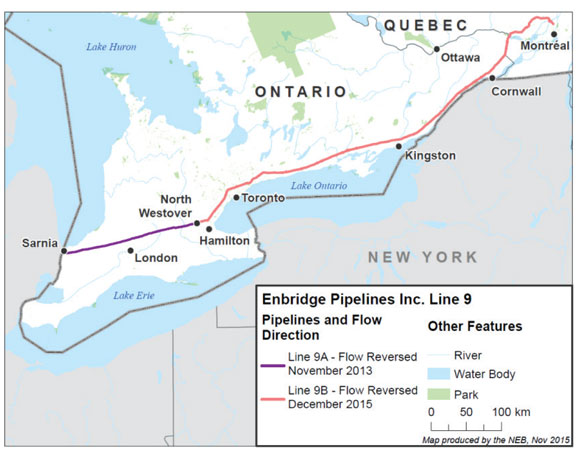 Lake Huron
QUEBEC
Ottawa
Montréal
ONTARIO
Cornwall
Kingston
North
Westover
Lake Ontario
Toronto
Sarnia
Hamilton
London
NEW YORK
Lake Erie
Enbridge Pipelines Inc. Line 9
Pipelines and Flow
Direction
Line 9A - Flow Reversed
November 2013
Line 9B - Flow Reversed
December 2015
Other Features
River
Water Body
Park
0 50 100 km
Map produced by the NEB, Nov 2015